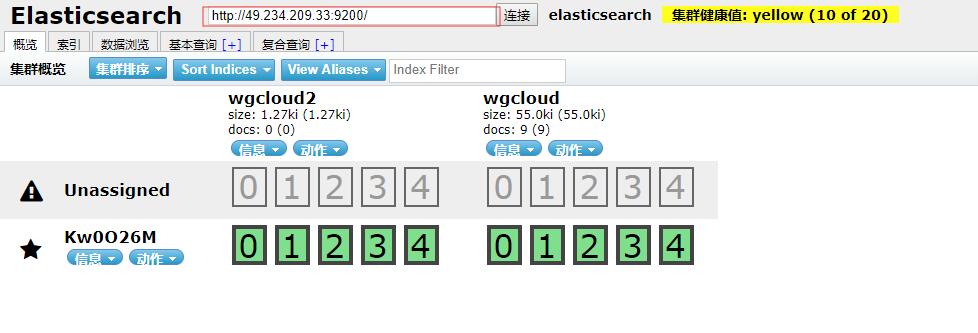 Elasticsearch http://49.234.209.33:9200/ 连接 elasticsearch 集群健康值: yellow (10 of 20)
概览 索引 数据浏览 基本查询 [+] 复合查询 [+]
集群概览 集群排序 Sort Indices View Aliases Index Filter
wgcloud2 wgcloud
size: 1.27ki (1.27ki) size: 55.0ki (55.0ki)
docs: 0 (0) docs: 9 (9)
信息 动作 信息 动作
Unassigned 0 1 2 3 4 0 1 2 3 4
Kw0O26M 0 1 2 3 4 0 1 2 3 4
信息 动作